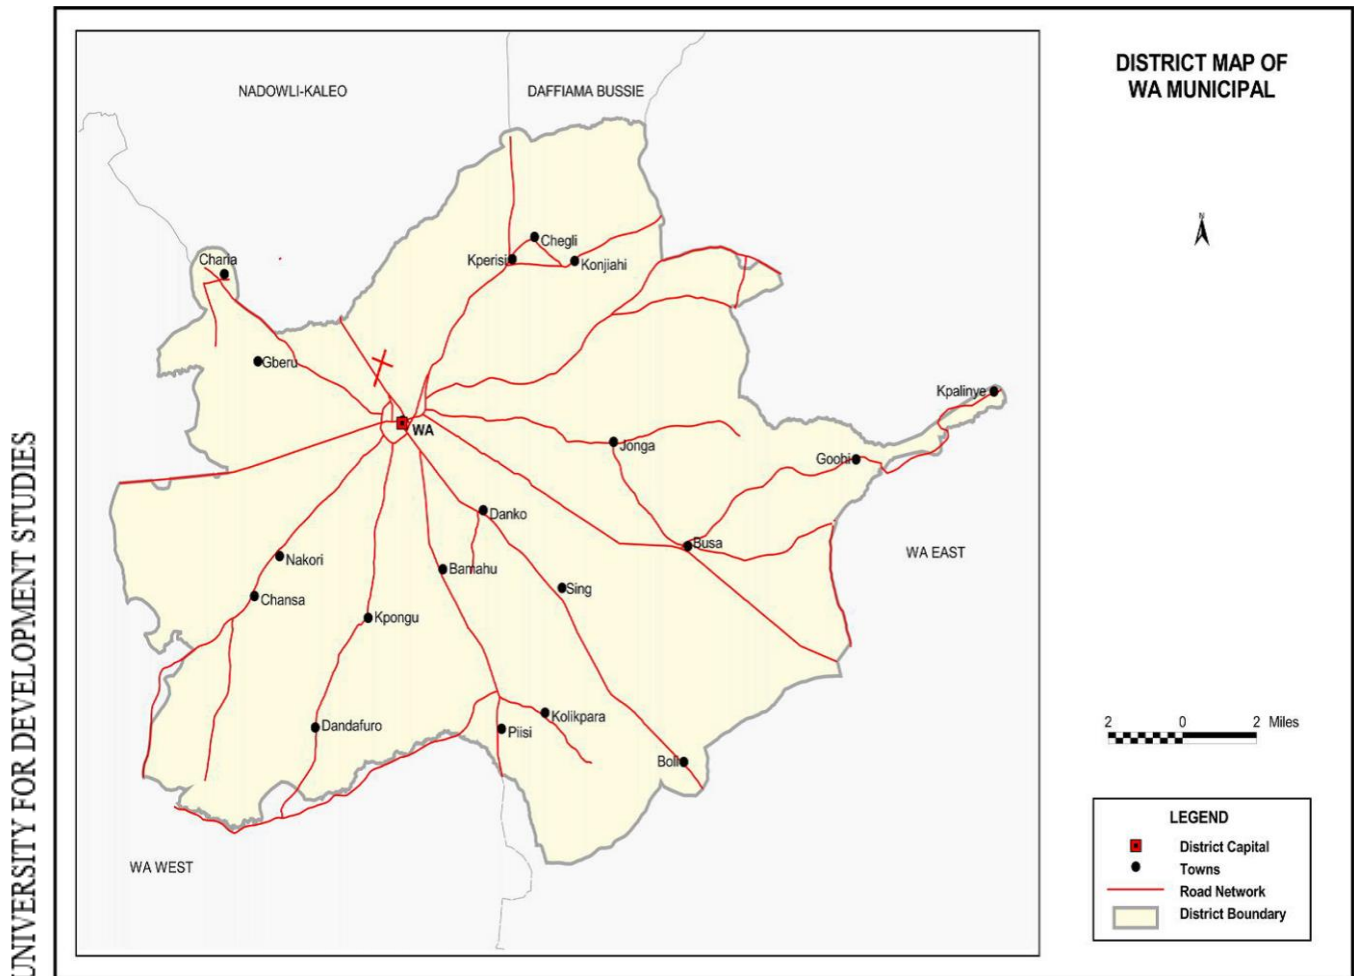 UNIVERSITY FOR DEVELOPMENT STUDIES
DISTRICT MAP OF
WA MUNICIPAL
NADOWLI-KALEO
DAFFIAMA BUSSIE
N
Charia
Chegli
Kperisi
Konjiahi
Gberu
Kpalinye
WA
Jonga
Goohi
Danko
Busa
WA EAST
Nakori
Bamahu
Sing
Chansa
Kpongu
Kolikpara
Dandafuro
Piisi
Boli
2 0 2 Miles
WA WEST
LEGEND
District Capital
Towns
Road Network
District Boundary